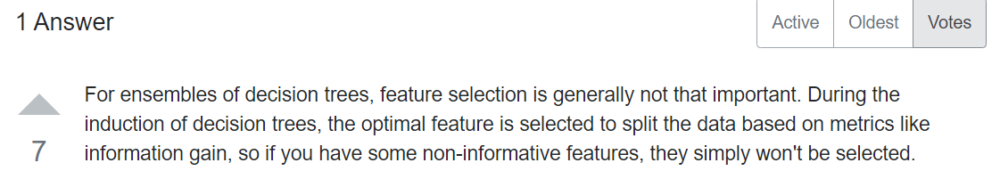 1 Answer
Active Oldest Votes
For ensembles of decision trees, feature selection is generally not that important. During the
induction of decision trees, the optimal feature is selected to split the data based on metrics like
7
information gain, so if you have some non-informative features, they simply won't be selected.